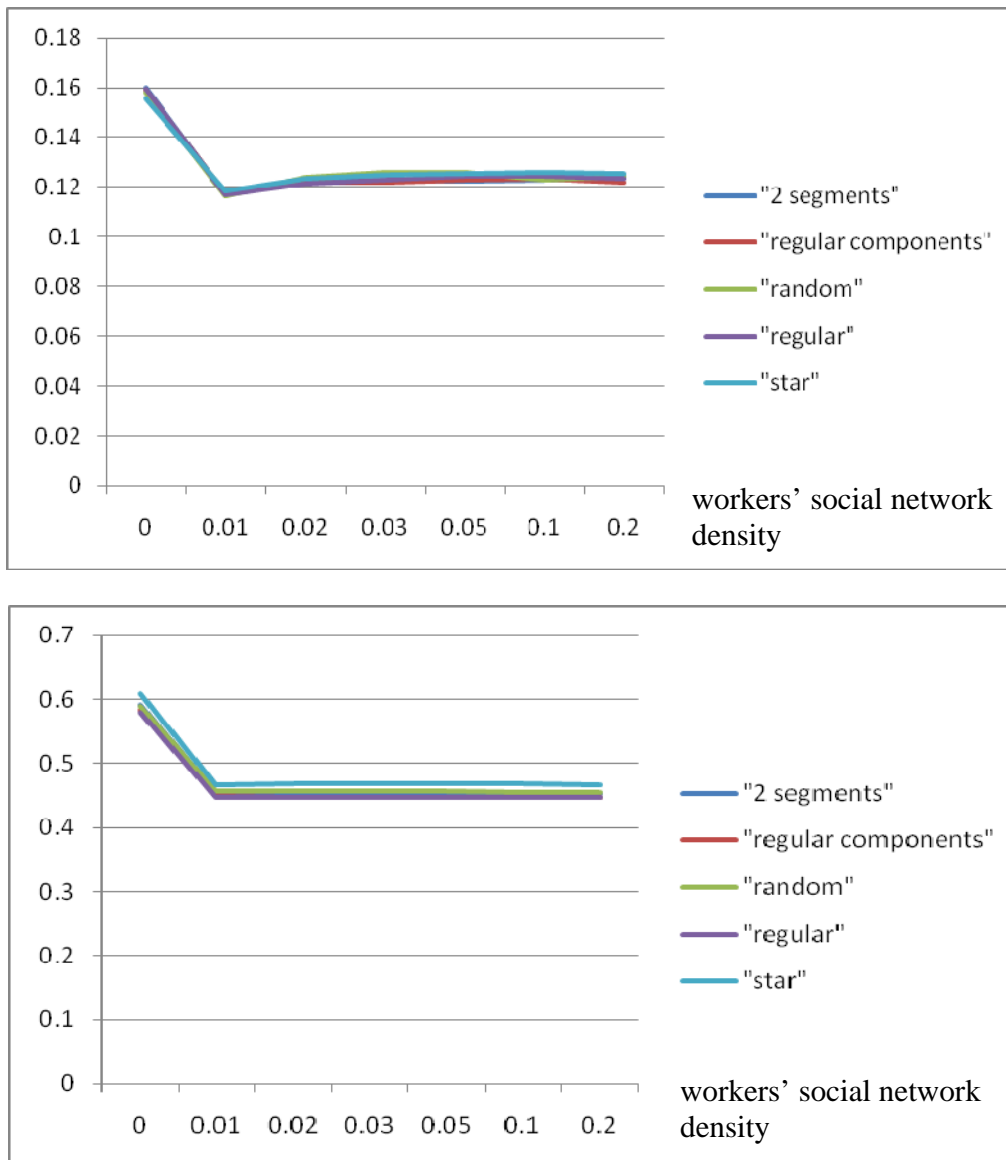 0.18
0.16
0.14
0.12
0.1
0.08
0.06
0.04
0.02
0
0 0.01 0.02 0.03 0.05 0.1 0.2
"2 segments"
"regular components"
"random"
"regular"
"star"
workers’ social network
density
0.7
0.6
0.5
0.4
0.3
0.2
0.1
0
0 0.01 0.02 0.03 0.05 0.1 0.2
"2 segments"
"regular components"
"random"
"regular"
"star"
workers’ social network
density